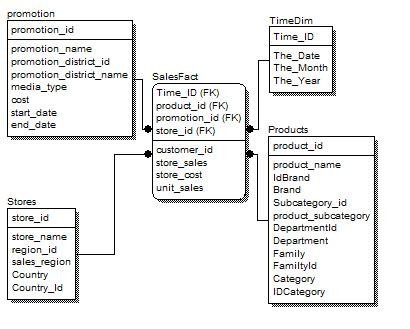 promotion
promotion_id
promotion_name
promotion_district_id
promotion_district_name
media_type
cost
start_date
end_date
TimeDim
Time_ID
The_Date
The_Month
The_Year
SalesFact
Time_ID (FK)
product_id (FK)
promotion_id (FK)
store_id (FK)
customer_id
store_sales
store_cost
unit_sales
Products
product_id
product_name
IdBrand
Brand
Subcategory_id
product_subcategory
DepartmentId
Department
Family
FamiltyId
Category
IDCategory
Stores
store_id
store_name
region_id
sales_region
Country
Country_Id